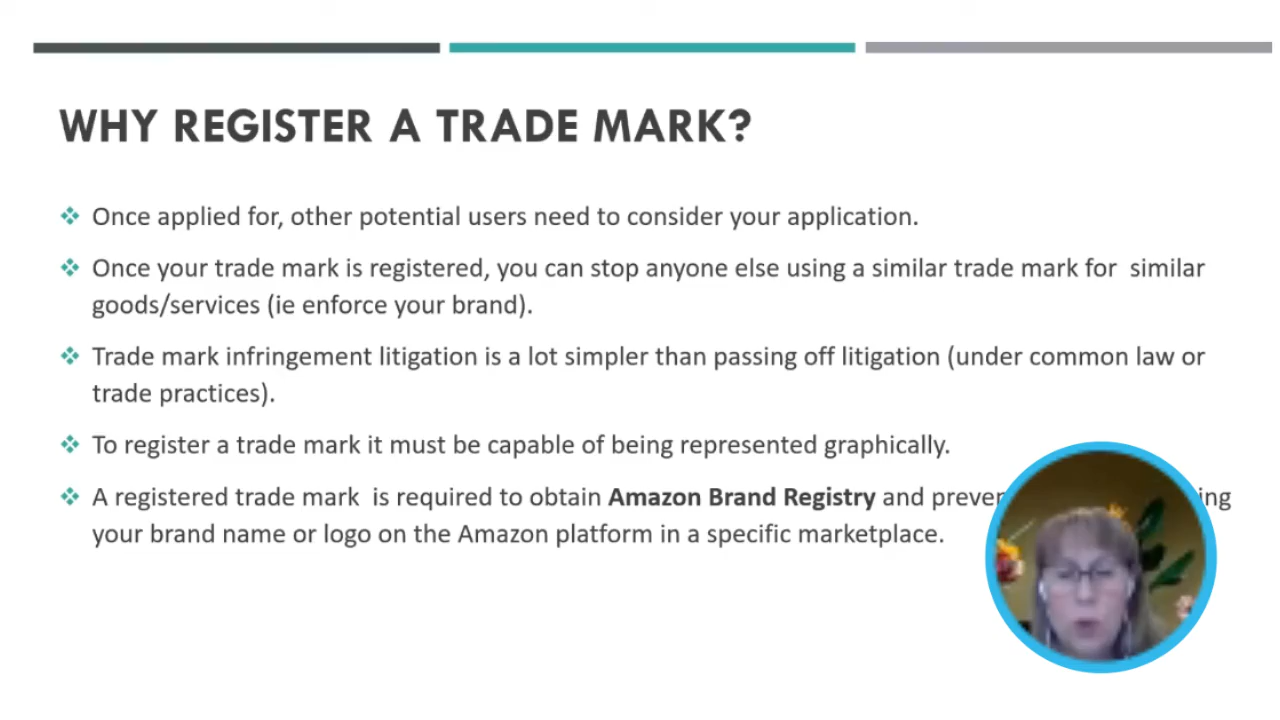 WHY REGISTER A TRADE MARK?
Once applied for, other potential users need to consider your application.
Once your trade mark is registered, you can stop anyone else using a similar trade mark for  similar
goods/services (ie enforce your brand).
Trade mark infringement litigation is a lot simpler than passing off litigation (under common law or
trade practices).
To register a trade mark it must be capable of being represented graphically.
A registered trade mark  is required to obtain Amazon Brand Registry and
your brand name or logo on the Amazon platform in a specific marketplace.